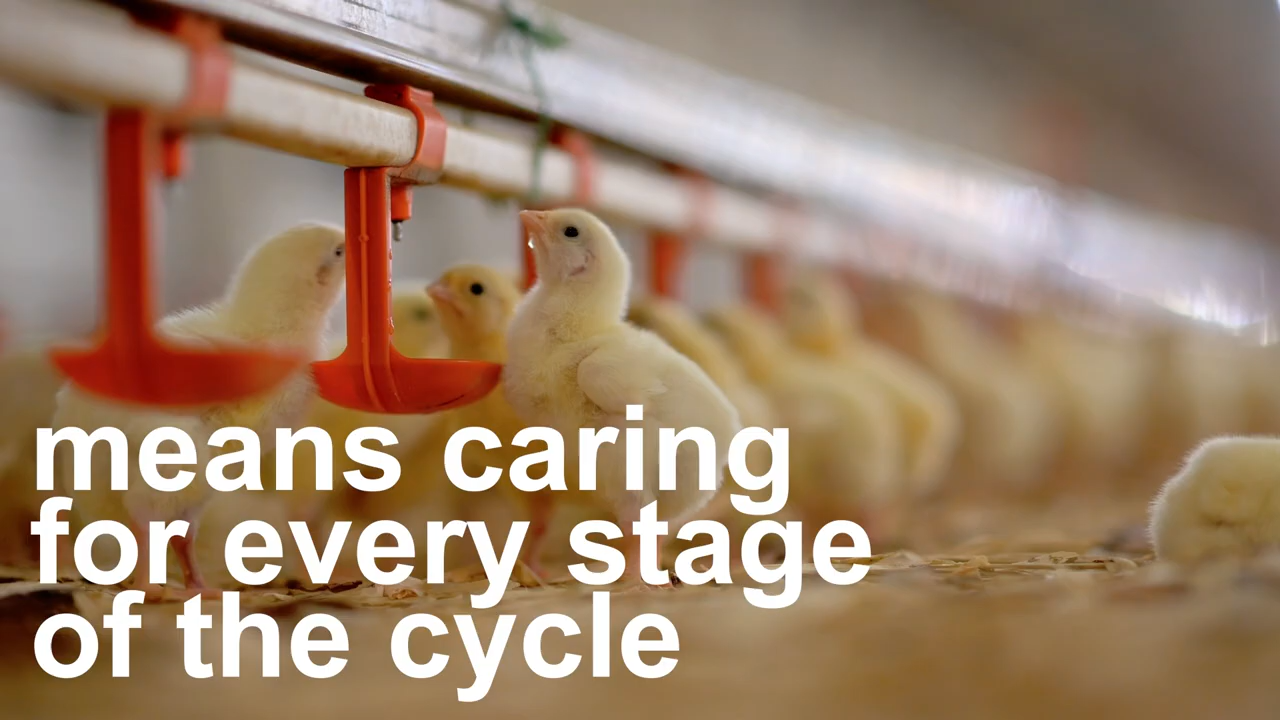 means caring
for every stage
of the cycle